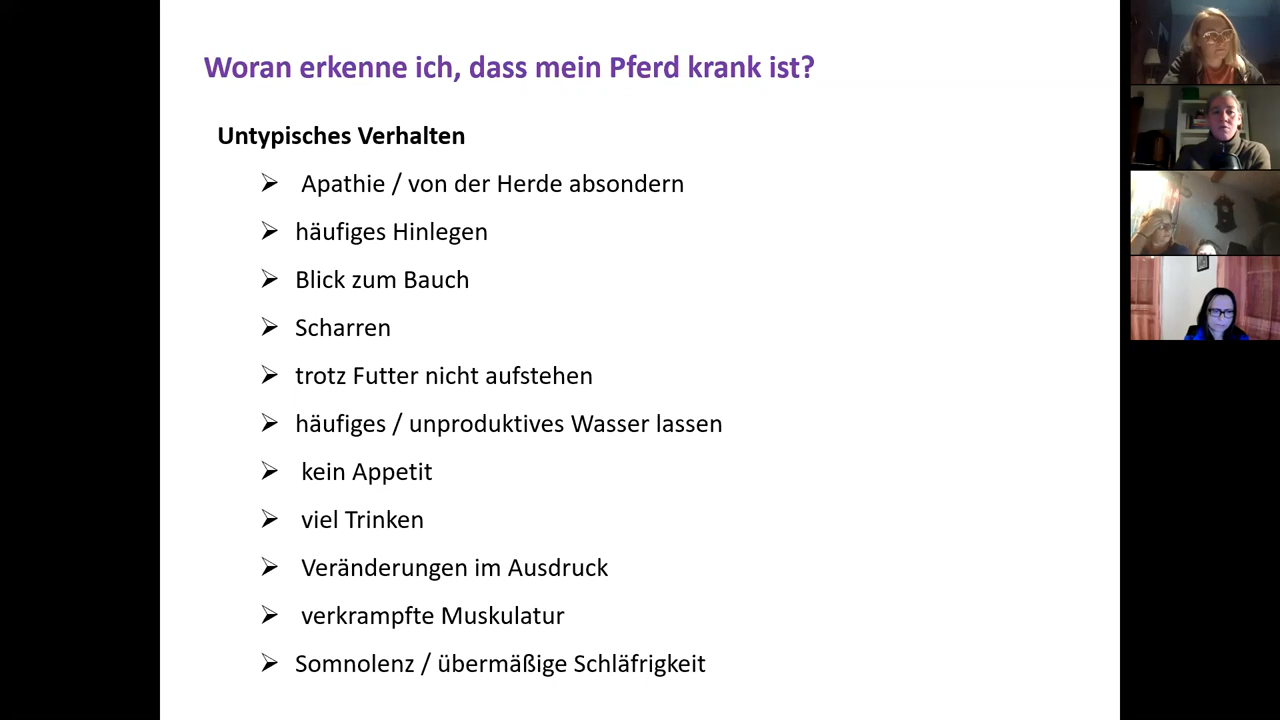 Woran erkenne ich, dass mein Pferd krank ist?
Untypisches Verhalten
Apathie / von der Herde absondern
häufiges Hinlegen
Blick zum Bauch
Scharren
trotz Futter nicht aufstehen
häufiges / unproduktives Wasser lassen
kein Appetit
viel Trinken
Veränderungen im Ausdruck
verkrampfte Muskulatur
Somnolenz / übermäßige Schläfrigkeit